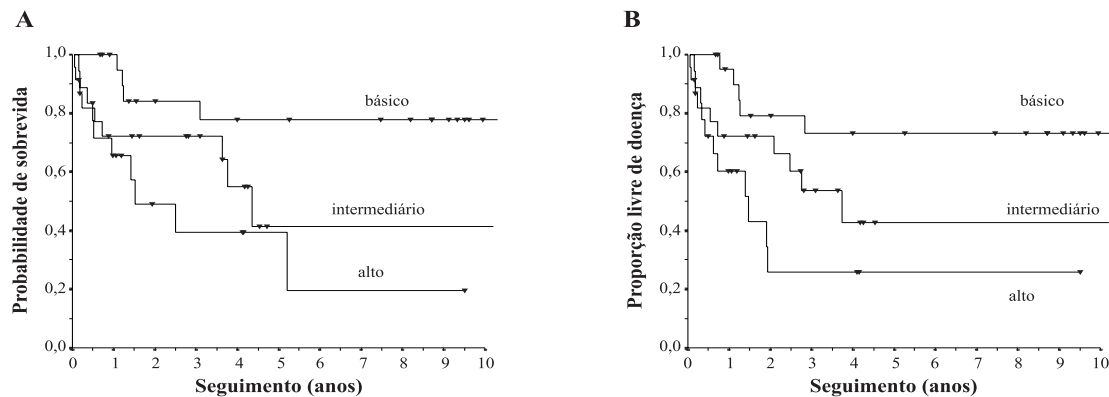 A
Probabilidade de sobrevida
1,0
0,8
0,6
0,4
0,2
0,0
básico
intermediário
alto
0 1 2 3 4 5 6 7 8 9 10
Seguimento (anos)
B
Proporção livre de doença
1,0
0,8
0,6
0,4
0,2
0,0
básico
intermediário
alto
0 1 2 3 4 5 6 7 8 9 10
Seguimento (anos)